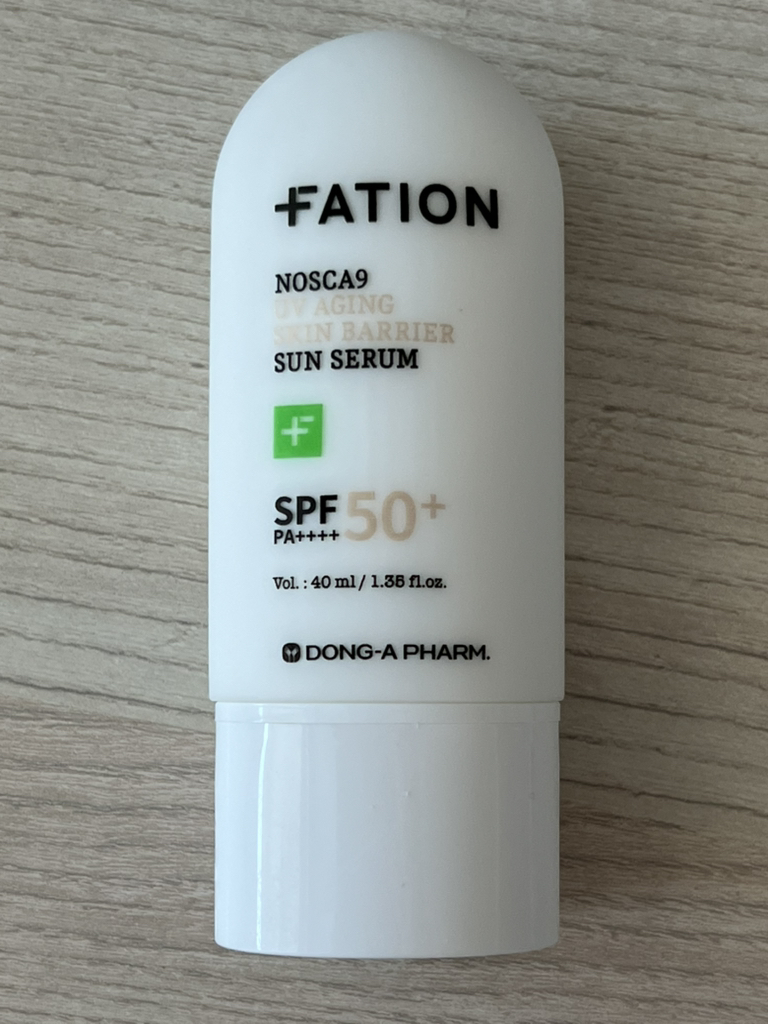 FATION
NOSCA9
UV AGING
SKIN BARRIER
SUN SERUM
SPF 50+
PA++++
Vol. : 40 ml / 1.35 fl.oz.
DONG-A PHARM.